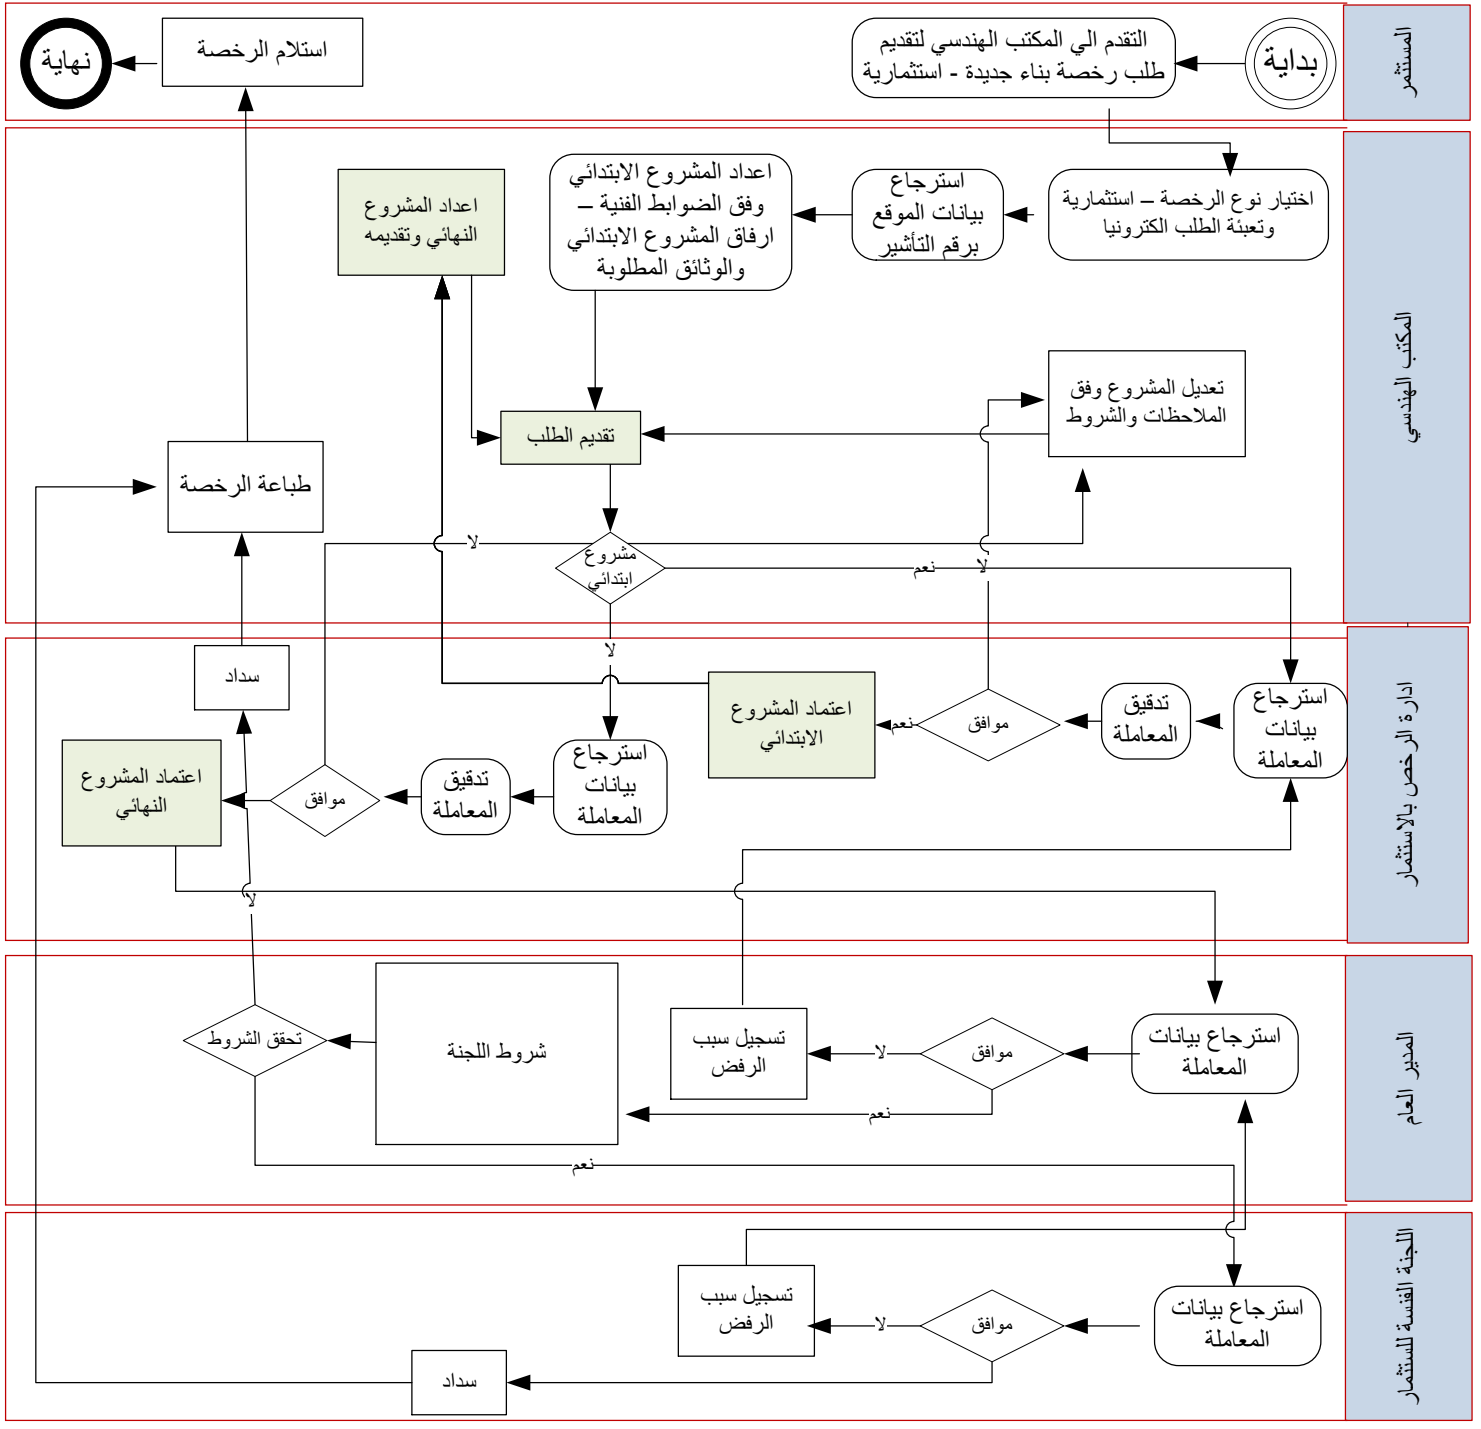 المستثمر
بداية
التقدم الي المكتب الهندسي لتقديم
طلب رخصة بناء جديدة - استثمارية
استلام الرخصة
نهاية
المكتب الهندسي
اختيار نوع الرخصة – استثمارية
وتعبئة الطلب الكترونيا
استرجاع
بيانات الموقع
برقم التأشير
اعداد المشروع الابتدائي
وفق الضوابط الفنية –
ارفاق المشروع الابتدائي
والوثائق المطلوبة
اعداد المشروع
النهائي وتقديمه
تعديل المشروع وفق
الملاحظات والشروط
تقديم الطلب
طباعة الرخصة
لا
مشروع
ابتدائي
نعم
لا
لا
ادارة الرخص بالاستثمار
استرجاع
بيانات
المعاملة
تدقيق
المعاملة
موافق
نعم
اعتماد المشروع
الابتدائي
سداد
استرجاع
بيانات
المعاملة
تدقيق
المعاملة
موافق
اعتماد المشروع
النهائي
لا
المدير العام
استرجاع بيانات
المعاملة
موافق
لا
تسجيل سبب
الرفض
نعم
شروط اللجنة
تحقق الشروط
نعم
اللجنة الفنسة للستثمار
استرجاع بيانات
المعاملة
موافق
لا
تسجيل سبب
الرفض
سداد